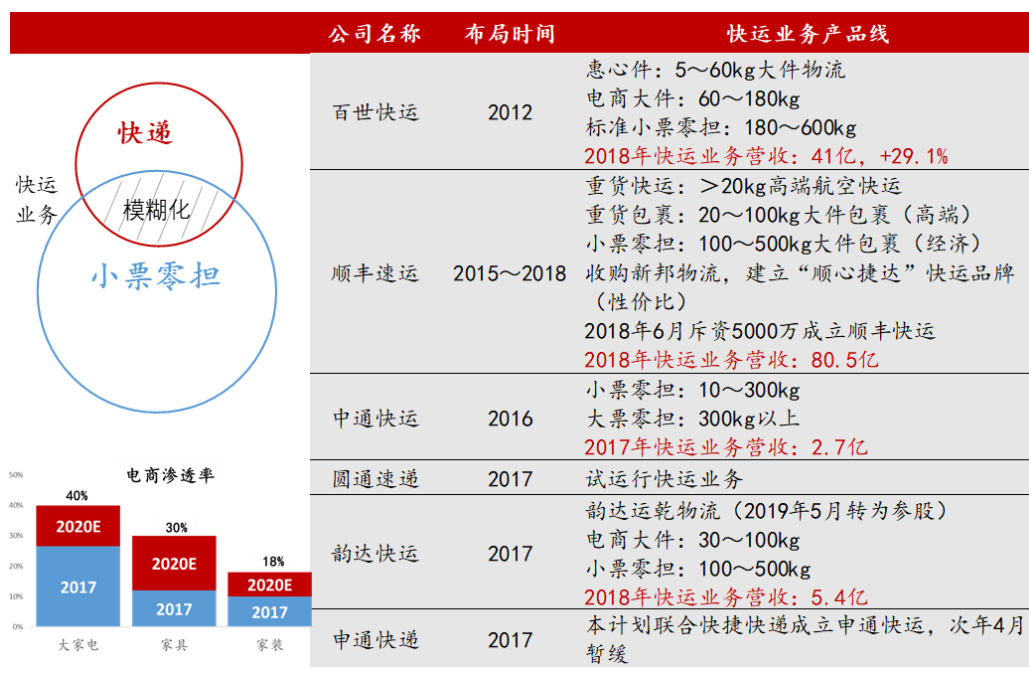 公司名称 布局时间 快运业务产品线
快递
快运
业务
模糊化
小票零担
百世快运 2012
惠心件：5～60kg大件物流
电商大件：60～180kg
标准小票零担：180～600kg
2018年快运业务营收：41亿，+29.1%
顺丰速运 2015～2018
重货快运：＞20kg高端航空快运
重货包裹：20～100kg大件包裹（高端）
小票零担：100～500kg大件包裹（经济）
收购新邦物流，建立“顺心捷达”快运品牌
（性价比）
2018年6月斥资5000万成立顺丰快运
2018年快运业务营收：80.5亿
中通快运 2016
小票零担：10～300kg
大票零担：300kg以上
2017年快运业务营收：2.7亿
圆通速递 2017 试运行快运业务
韵达快运 2017
韵达运乾物流（2019年5月转为参股）
电商大件：30～100kg
小票零担：100～500kg
2018年快运业务营收：5.4亿
申通快递 2017
本计划联合快捷快递成立申通快运，次年4月
暂缓
电商渗透率
50%
40%
30%
20%
10%
0%
40%
2020E
2017
30%
2020E
2017
18%
2020E
2017
大家电 家具 家装